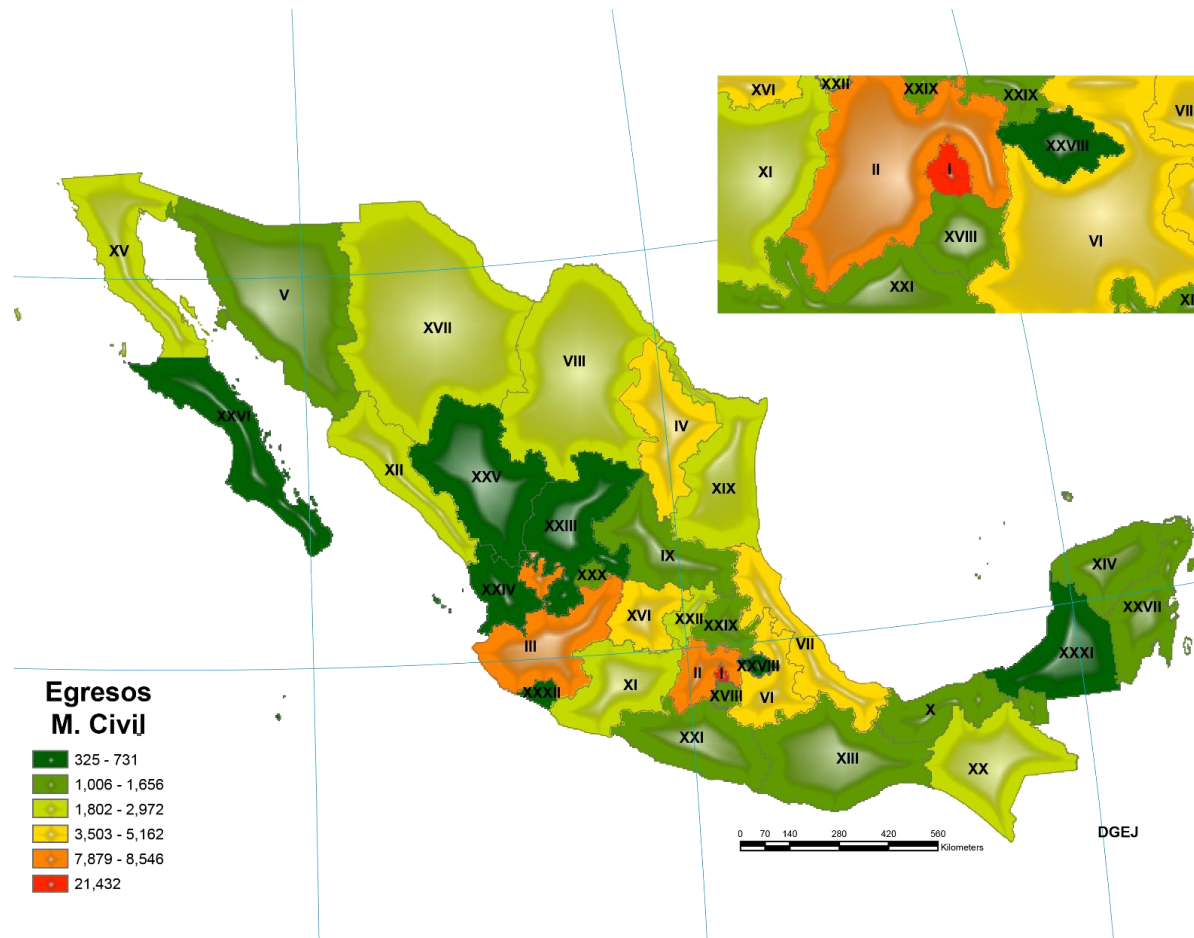 XVI
XXII
XXIX
XXIX
VII
XXVIII
XI
II
I
XVIII
VI
XXI
XI
XV
V
XVII
VIII
XXVI
IV
XII
XXV
XIX
XXIII
IX
XXX
XXIV
XIV
XXVII
XVI
XXII
XXIX
III
VII
XXXI
XXVIII
II
I
XI
XVIII
VI
XXXII
X
XXI
XIII
XX
Egresos
M. Civil
325 - 731
1,006 - 1,656
1,802 - 2,972
3,503 - 5,162
7,879 - 8,546
21,432
0 70 140 280 420 560
Kilometers
DGEJ